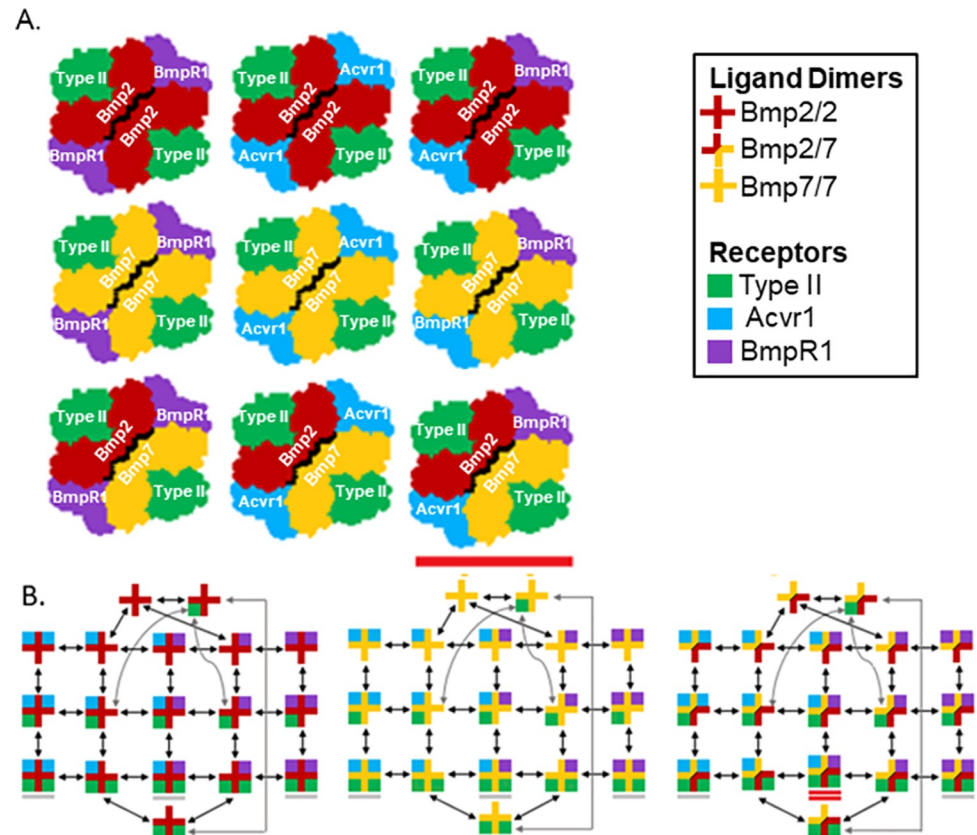 A.
Type II
BmpR1
Bmp2
Bmp2
BmpR1
Type II
Type II
Acvr1
Bmp2
Bmp2
Acvr1
Type II
Type II
BmpR1
Bmp2
Bmp2
Acvr1
Type II
Type II
BmpR1
Bmp7
Bmp7
BmpR1
Type II
Type II
Acvr1
Bmp7
Bmp7
Acvr1
Type II
Type II
BmpR1
Bmp7
Bmp7
BmpR1
Type II
Type II
BmpR1
Bmp2
Bmp7
BmpR1
Type II
Type II
Acvr1
Bmp2
Bmp7
Acvr1
Type II
Type II
BmpR1
Bmp2
Bmp7
Acvr1
Type II
Ligand Dimers
Bmp2/2
Bmp2/7
Bmp7/7
Receptors
Type II
Acvr1
BmpR1
B.